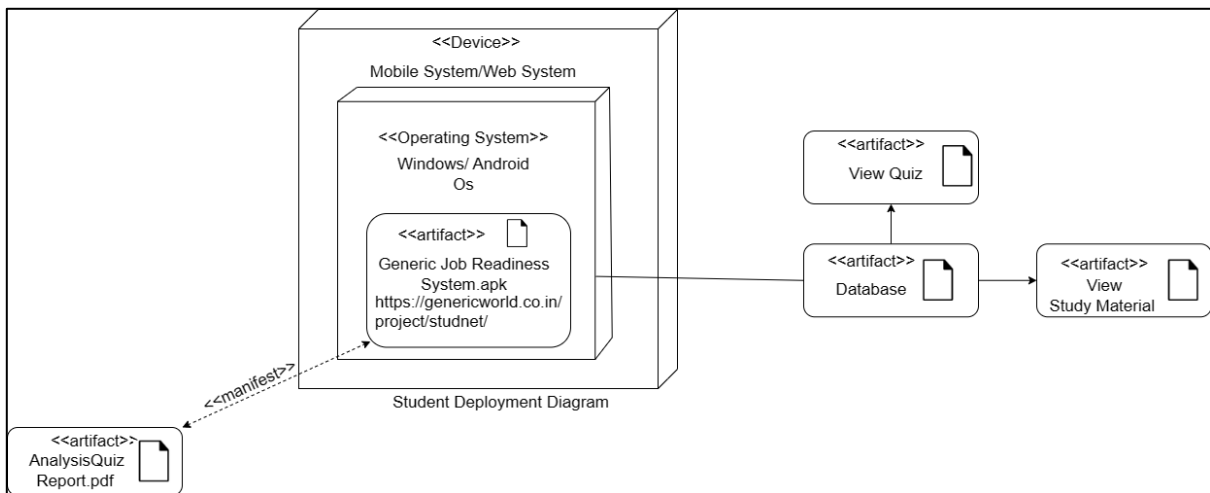 <<Device>>
Mobile System/Web System
<<Operating System>>
Windows/ Android
Os
<<artifact>>
Generic Job Readiness
System.apk
https://genericworld.co.in/
project/studnet/
<<manifest>>
Student Deployment Diagram
<<artifact>>
AnalysisQuiz
Report.pdf
<<artifact>>
View Quiz
<<artifact>>
Database
<<artifact>>
View
Study Material